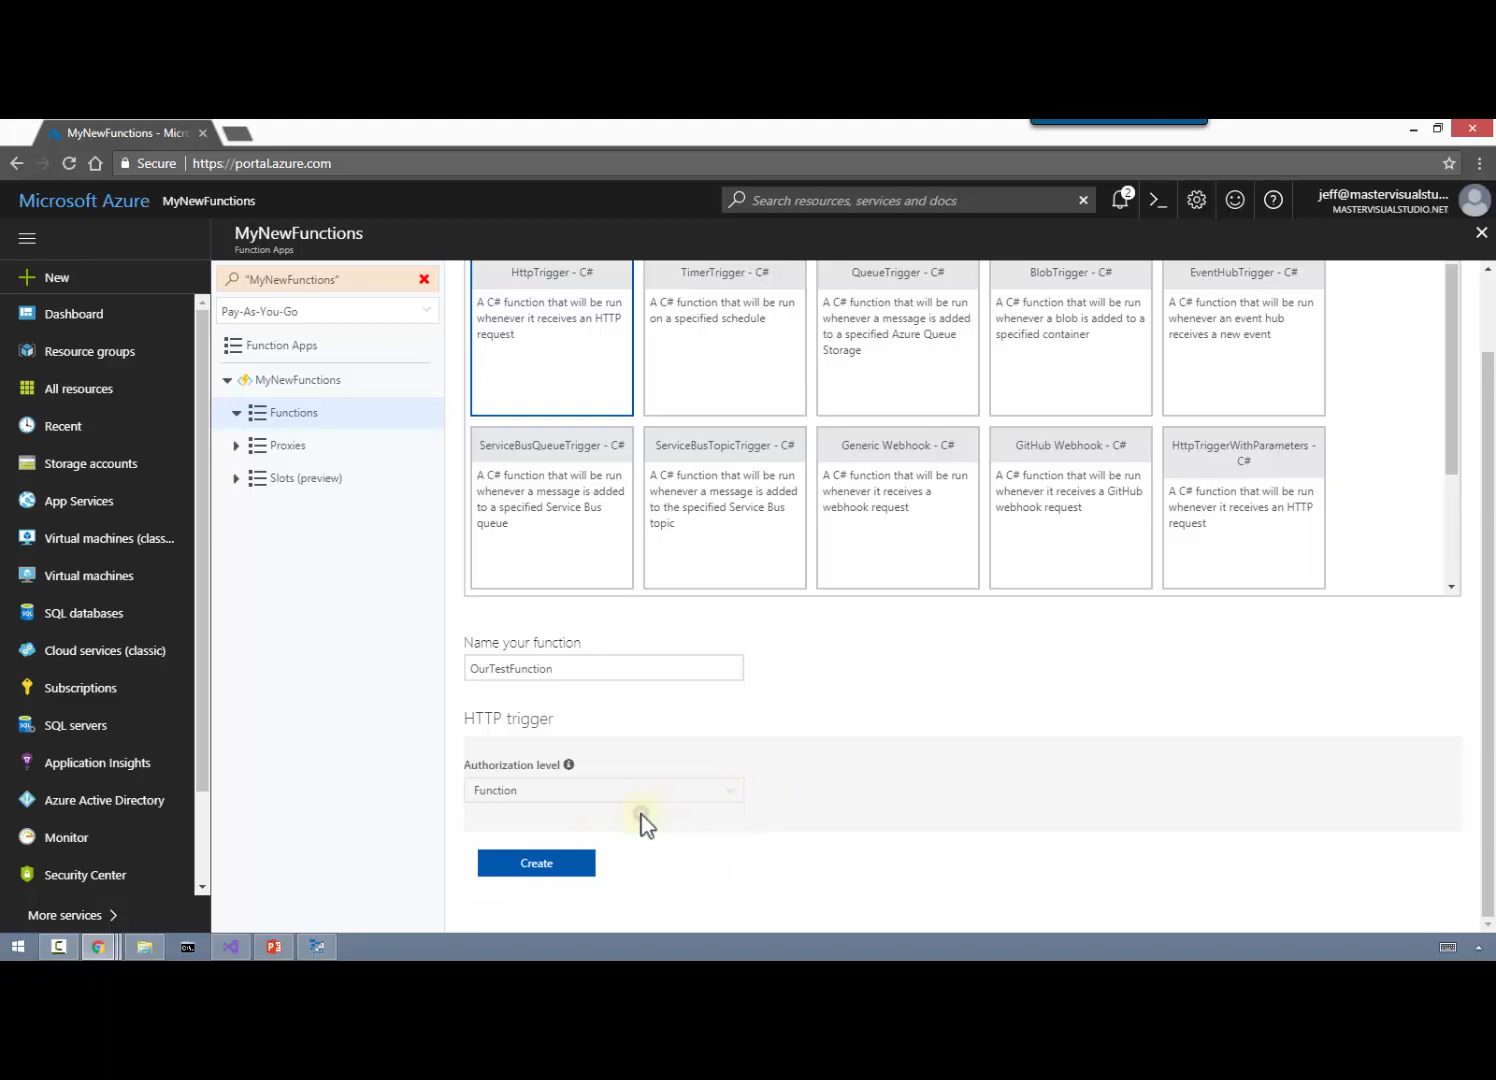 MyNewFunctions - Micro
Secure
https://portal.azure.com
Microsoft Azure
MyNewFunctions
Search resources, services and docs
2
jeff@mastervisualstu...
MASTERVISUALSTUDIO.NET
MyNewFunctions
Function Apps
New
Dashboard
Resource groups
All resources
Recent
Storage accounts
App Services
Virtual machines (class...
Virtual machines
SQL databases
Cloud services (classic)
Subscriptions
SQL servers
Application Insights
Azure Active Directory
Monitor
Security Center
More services
"MyNewFunctions"
Pay-As-You-Go
Function Apps
MyNewFunctions
Functions
Proxies
Slots (preview)
HttpTrigger - C#
A C# function that will be run
whenever it receives an HTTP
request
TimerTrigger - C#
A C# function that will be run
on a specified schedule
QueueTrigger - C#
A C# function that will be run
whenever a message is added
to a specified Azure Queue
Storage
BlobTrigger - C#
A C# function that will be run
whenever a blob is added to a
specified container
EventHubTrigger - C#
A C# function that will be run
whenever an event hub
receives a new event
ServiceBusQueueTrigger - C#
A C# function that will be run
whenever a message is added
to a specified Service Bus
queue
ServiceBusTopicTrigger - C#
A C# function that will be run
whenever a message is added
to the specified Service Bus
topic
Generic Webhook - C#
A C# function that will be run
whenever it receives a
webhook request
GitHub Webhook - C#
A C# function that will be run
whenever it receives a GitHub
webhook request
HttpTriggerWithParameters -
C#
A C# function that will be run
whenever it receives an HTTP
request
Name your function
OurTestFunction
HTTP trigger
Authorization level
Function
Create